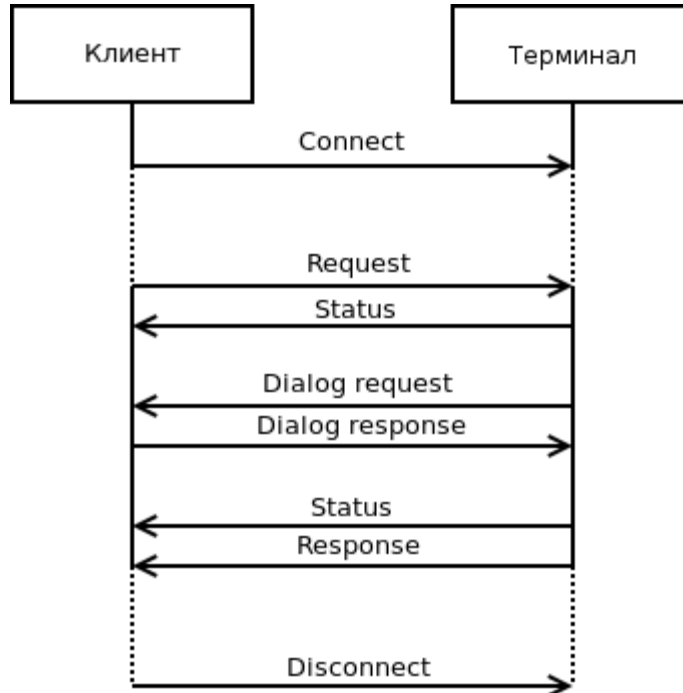 Клиент
Терминал
Connect
Request
Status
Dialog request
Dialog response
Status
Response
Disconnect